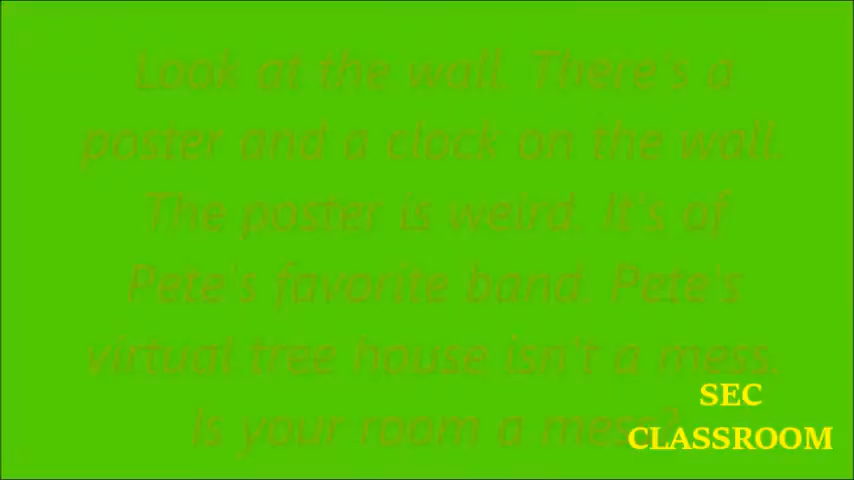 Look at the wall. There's a
poster and a clock on the wall.
The poster is weird. It's of
Pete's favorite band. Pete's
virtual tree house isn't a mess.
Is your room a mess?
SEC
CLASSROOM